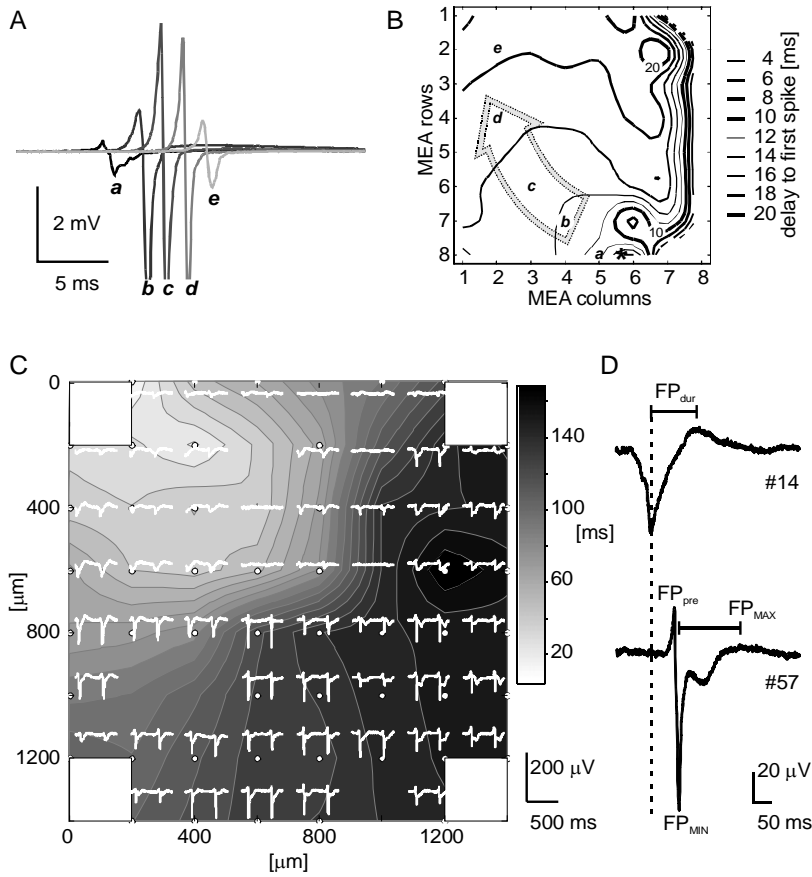 A
a
e
b c d
2 mV
5 ms
B
MEA rows
1
2
3
4
5
6
7
8
e
d
c
b
a
*
20
10
1 2 3 4 5 6 7 8
MEA columns
4
6
8
10
12
14
16
18
20
delay to first spike [ms]
C
0
400
800
1200
[μm]
0 400 800 1200
[μm]
140
100
60
20
[ms]
200 μV
500 ms
D
FPdur
#14
FPpre
FPMAX
#57
FPMIN
20 μV
50 ms